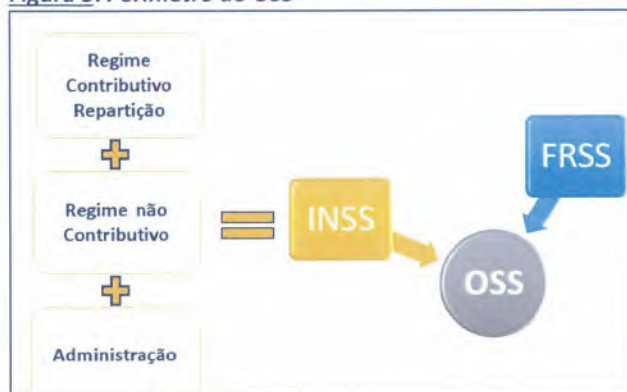 Regime
Contributivo
Repartição
+
Regime não
Contributivo
+
Administração
=
INSS
FRSS
OSS